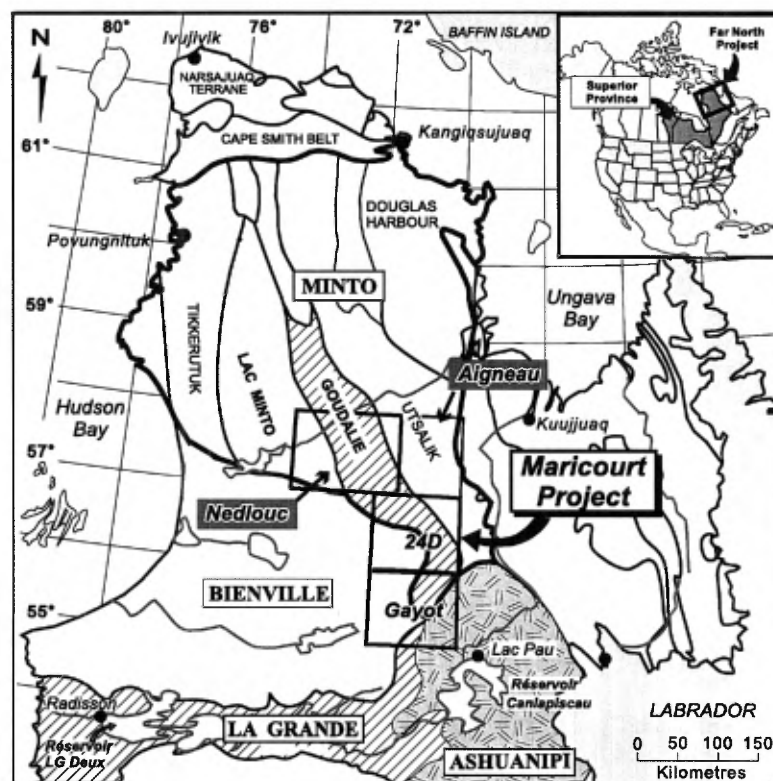 80°
76°
72°
N
Ivujivik
BAFFIN ISLAND
Far North
Project
NARSAJUAQ
TERRANE
Superior
Province
61°
CAPE SMITH BELT
Kangiqsujuaq
DOUGLAS
HARBOUR
Povungnituk
MINTO
Ungava
Bay
59°
TIKKERUTUK
LAC MINTO
GOUDALIE
UTSALIK
Aigneau
Kuujjuaq
Hudson
Bay
57°
Maricourt
Project
Nedlouc
24D
BIENVILLE
Gayot
55°
Lac Pau
Réservoir
Caniapiscau
Radisson
LA GRANDE
LABRADOR
Réservoir
LG Deux
ASHUANIPI
0 50 100 150
Kilometres